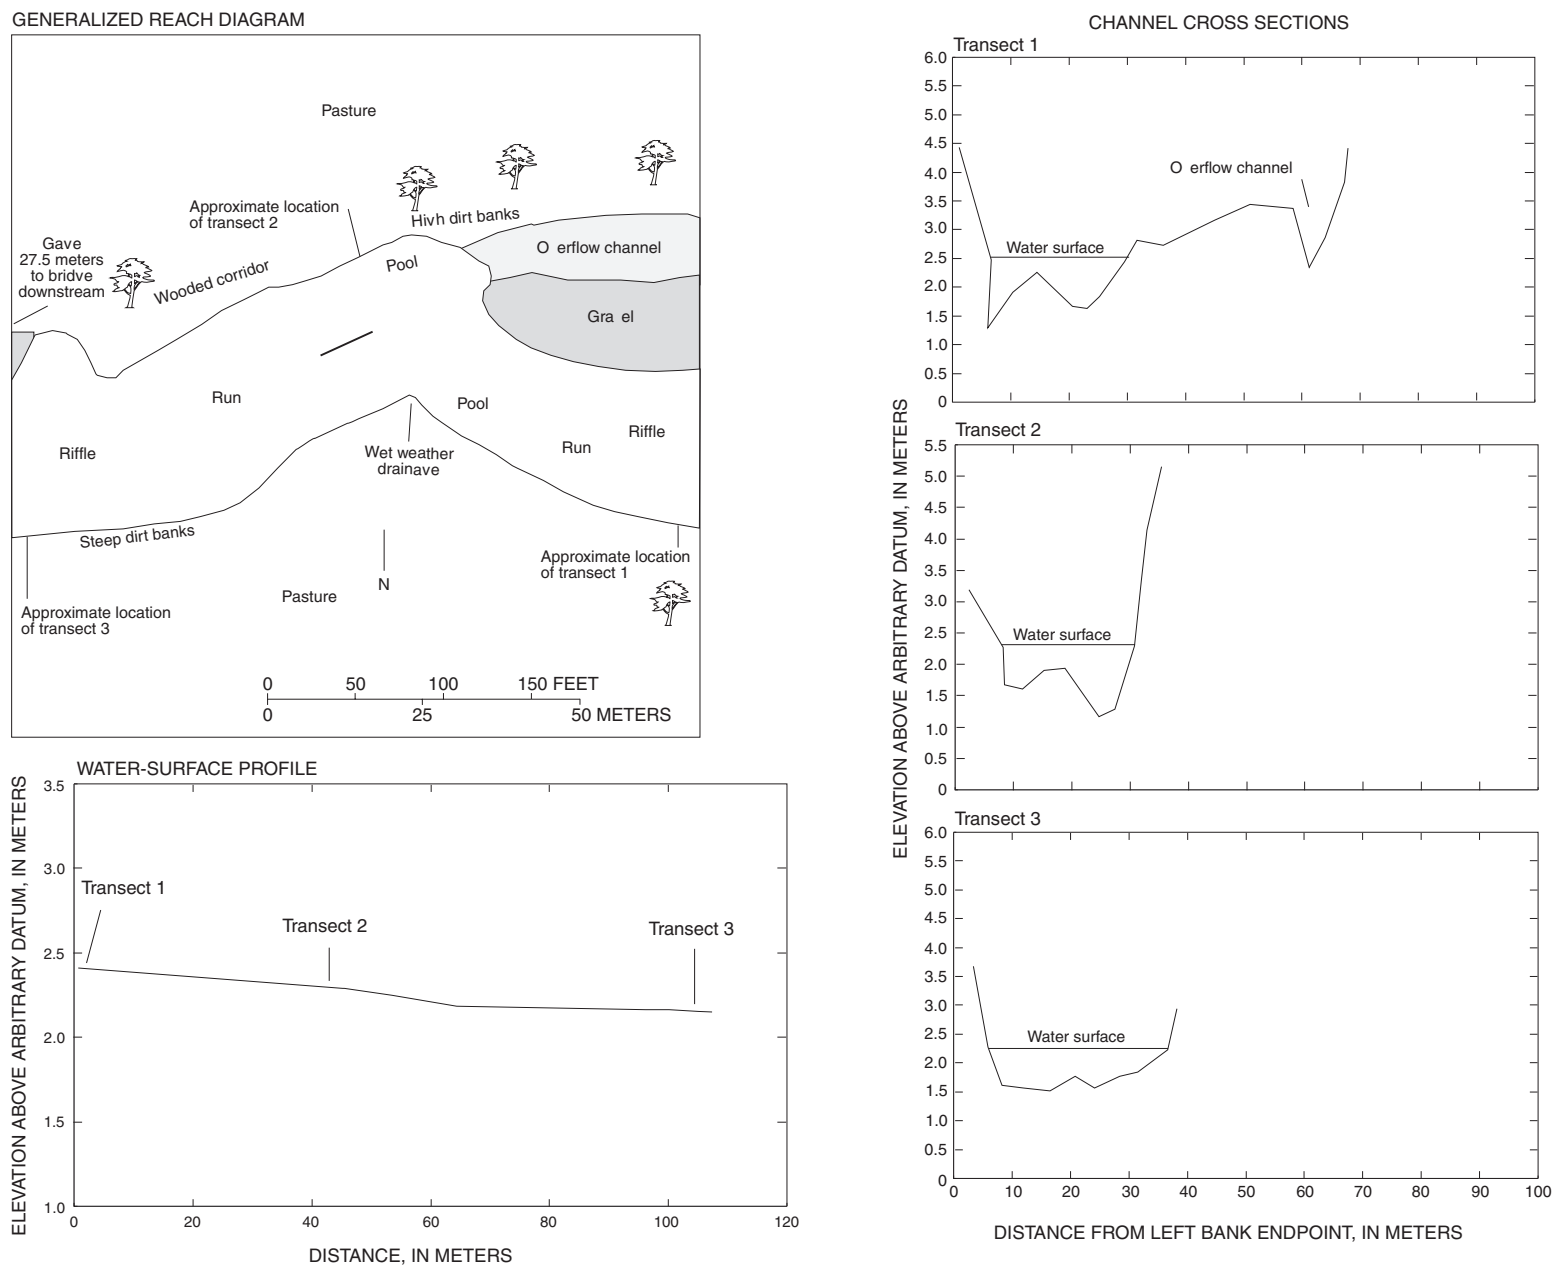 GENERALIZED REACH DIAGRAM
Pasture
Approximate location
of transect 2
Hivh dirt banks
Gave
27.5 meters
to bridve
downstream
Wooded corridor
Pool
O erflow channel
Gra el
Run
Pool
Riffle
Wet weather
drainave
Run
Riffle
Steep dirt banks
Approximate location
of transect 1
N
Pasture
Approximate location
of transect 3
0 50 100 150 FEET
0 25 50 METERS
WATER-SURFACE PROFILE
ELEVATION ABOVE ARBITRARY DATUM, IN METERS
3.5
3.0
2.5
2.0
1.5
1.0
Transect 1
Transect 2
Transect 3
0 20 40 60 80 100 120
DISTANCE, IN METERS
CHANNEL CROSS SECTIONS
ELEVATION ABOVE ARBITRARY DATUM, IN METERS
Transect 1
6.0
5.5
5.0
4.5
4.0
3.5
3.0
2.5
2.0
1.5
1.0
0.5
0
O erflow channel
Water surface
Transect 2
5.5
5.0
4.5
4.0
3.5
3.0
2.5
2.0
1.5
1.0
0.5
0
Water surface
Transect 3
6.0
5.5
5.0
4.5
4.0
3.5
3.0
2.5
2.0
1.5
1.0
0.5
0
Water surface
0 10 20 30 40 50 60 70 80 90 100
DISTANCE FROM LEFT BANK ENDPOINT, IN METERS